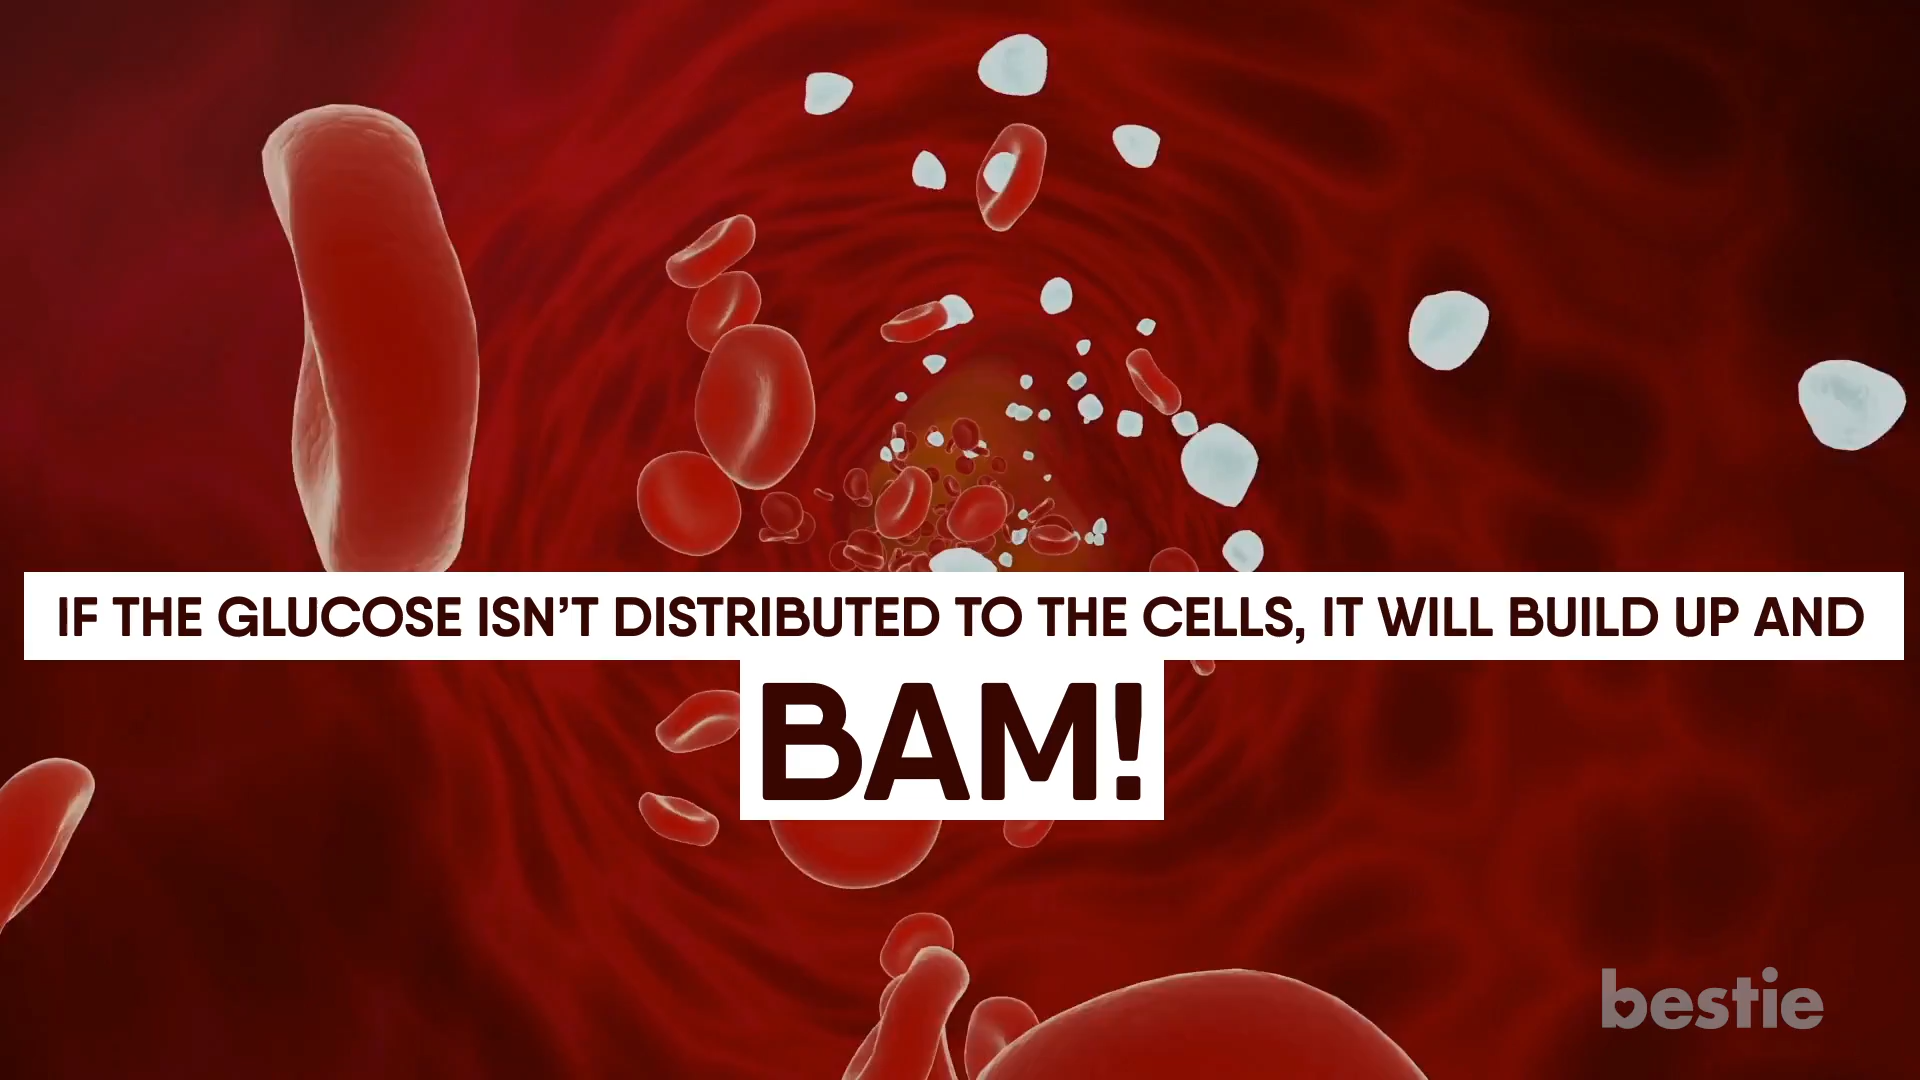 IF THE GLUCOSE ISN’T DISTRIBUTED TO THE CELLS, IT WILL BUILD UP AND
BAM!
bestie